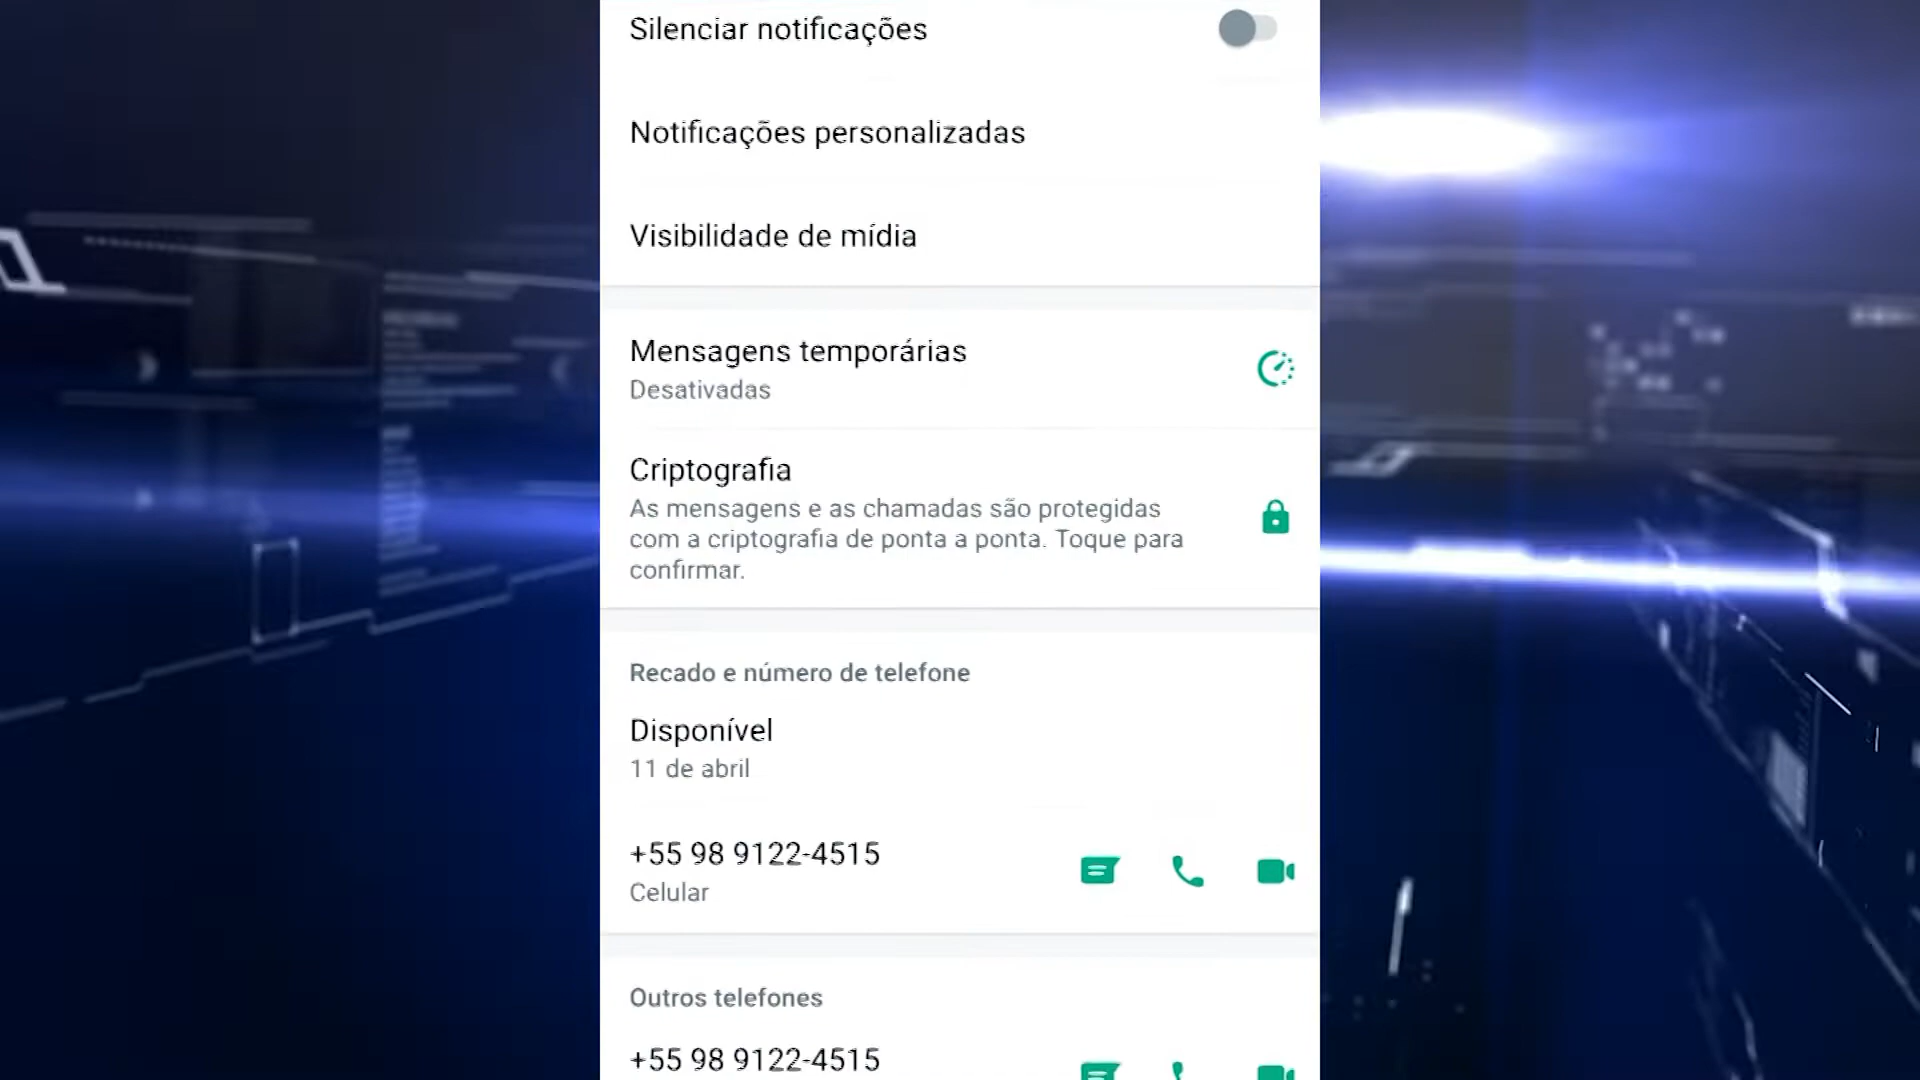 Silenciar notificações
Notificações personalizadas
Visibilidade de mídia
Mensagens temporárias
Desativadas
Criptografia
As mensagens e as chamadas são protegidas
com a criptografia de ponta a ponta. Toque para
confirmar.
Recado e número de telefone
Disponível
11 de abril
+55 98 9122-4515
Celular
Outros telefones
+55 98 9122-4515